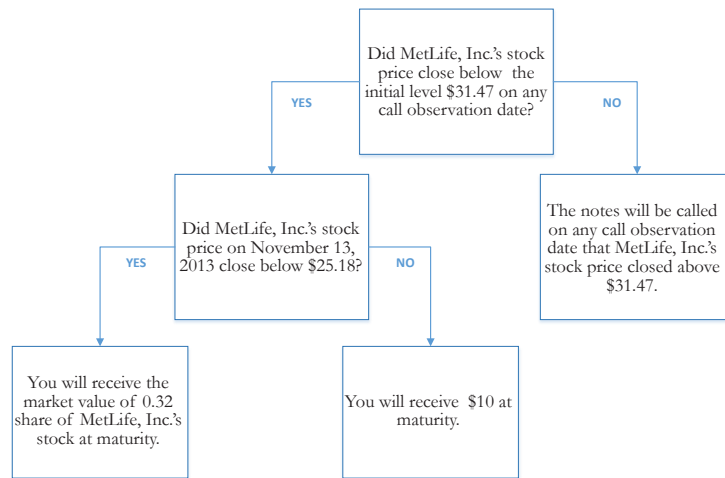 Did MetLife, Inc.'s stock
price close below the
initial level $31.47 on any
call observation date?
YES
NO
Did MetLife, Inc.'s stock
price on November 13,
2013 close below $25.18?
The notes will be called
on any call observation
date that MetLife, Inc.'s
stock price closed above
$31.47.
YES
NO
You will receive the
market value of 0.32
share of MetLife, Inc.'s
stock at maturity.
You will receive $10 at
maturity.